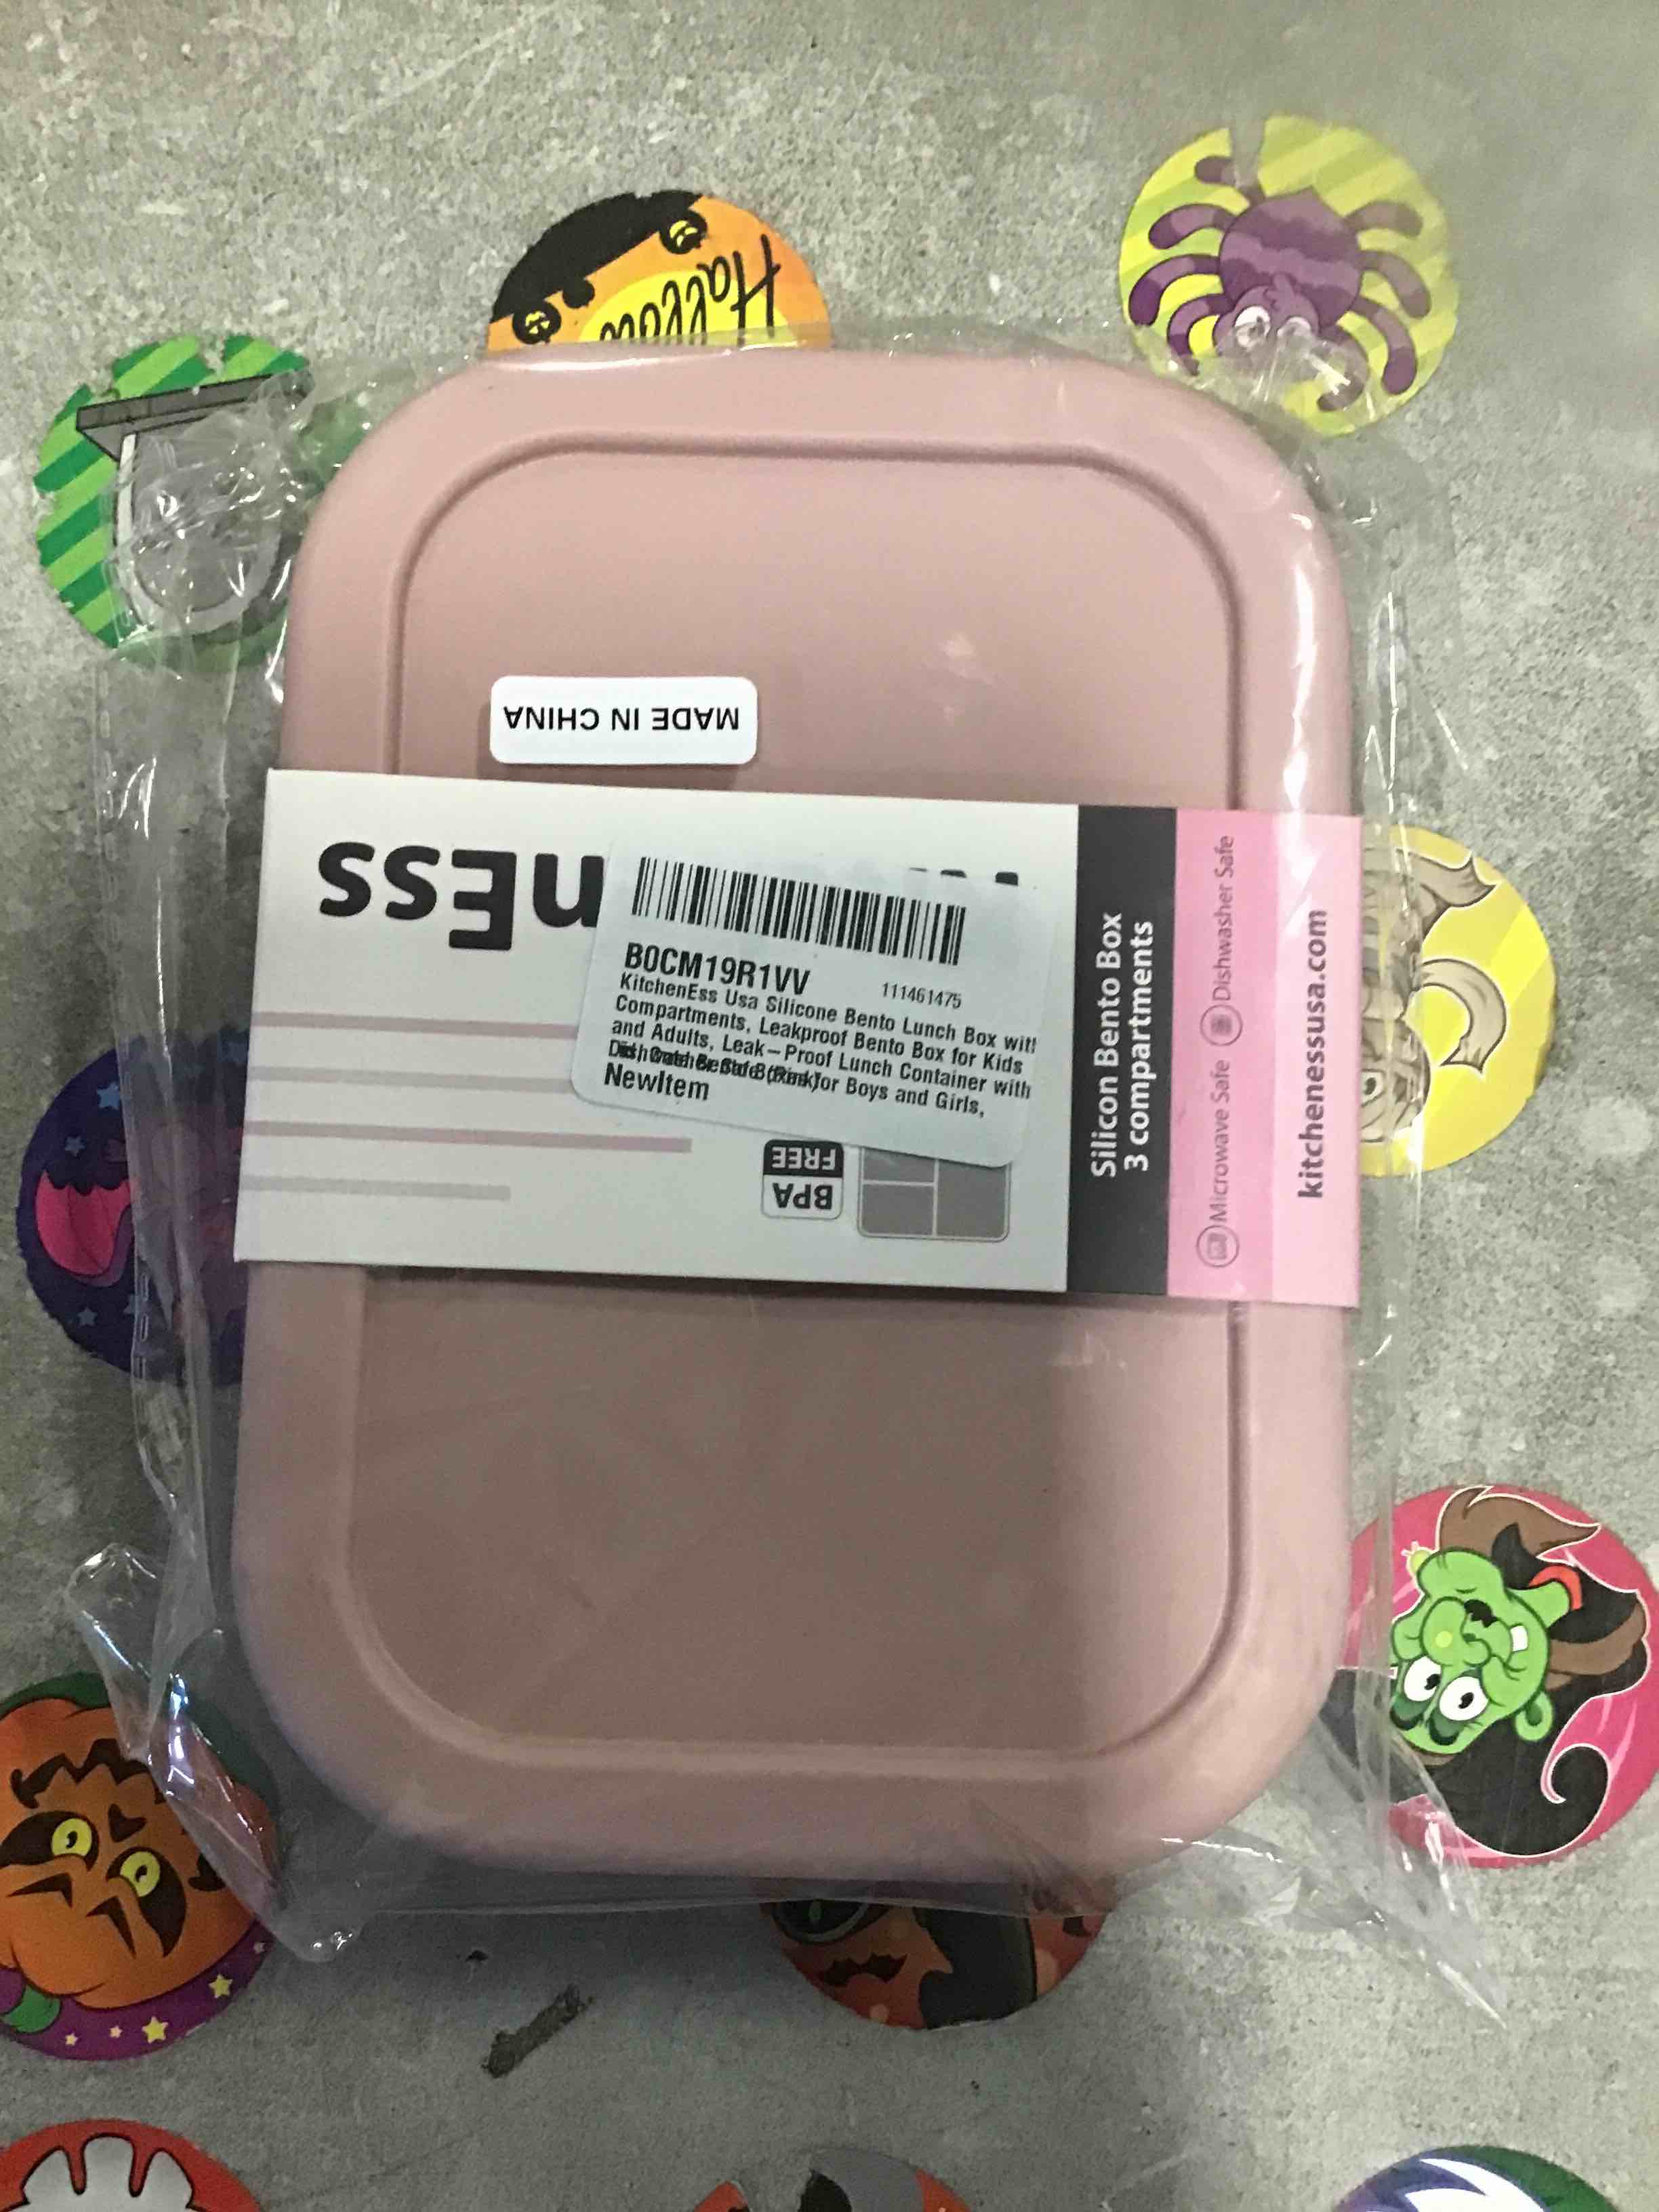 Hallow
MADE IN CHINA
nEss
B0CM19R1VV
111461475
KitchenEss Usa Silicone Bento Lunch Box wit
Compartments, Leakproof Bento Box for Kids
and Adults, Leak-Proof Lunch Container with
for Boys and Girls,
NewItem
BPA
FREE
Silicon Bento Box
3 compartments
Microwave Safe Dishwasher Safe
kitchenessusa.com